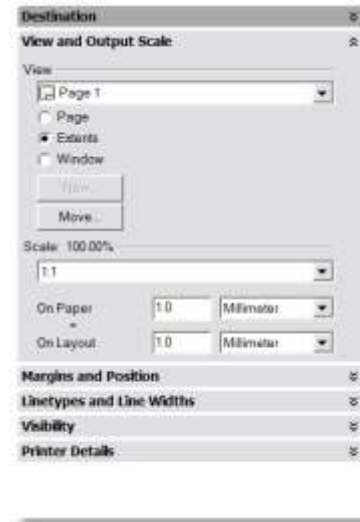 Destination
View and Output Scale
View
Page 1
Page
Extents
Window
New...
Move...
Scale: 100.00%
1:1
On Paper 1.0 Millimeter
=
On Layout 1.0 Millimeter
Margins and Position
Linetypes and Line Widths
Visibility
Printer Details